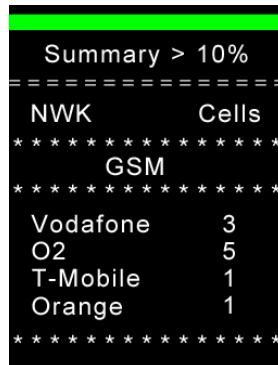 Summary > 10%
= = = = = = = = = = = = = = =
NWK Cells
* * * * * * * * * * * * * * *
GSM
* * * * * * * * * * * * * * *
Vodafone 3
O2 5
T-Mobile 1
Orange 1
* * * * * * * * * * * * * * *